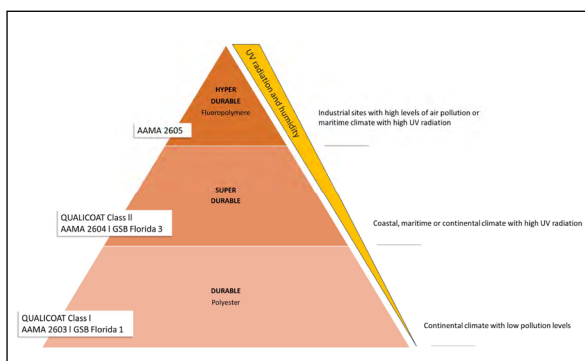 UV radiation and humidity
HYPER
DURABLE
Fluoropolymere
Industrial sites with high levels of air pollution or
maritime climate with high UV radiation
AAMA 2605
SUPER
DURABLE
QUALICOAT Class II
AAMA 2604 l GSB Florida 3
Coastal, maritime or continental climate with high UV radiation
DURABLE
Polyester
QUALICOAT Class I
AAMA 2603 l GSB Florida 1
Continental climate with low pollution levels